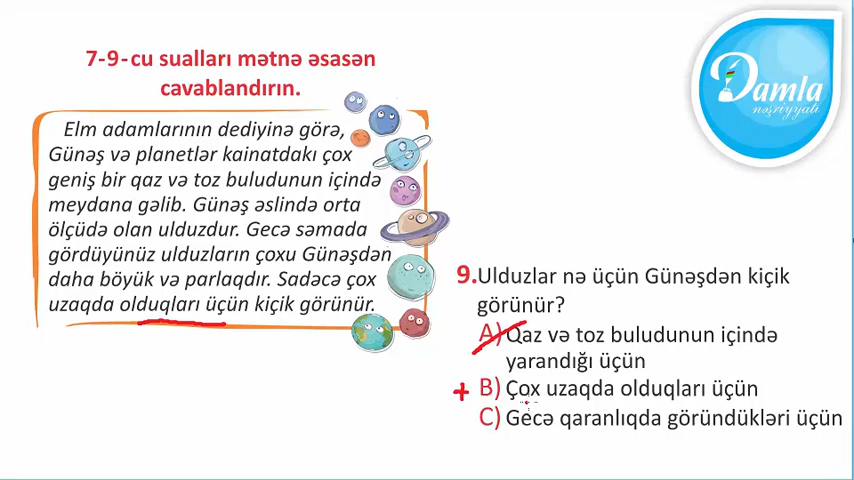 7-9-cu sualları mətnə əsasən
cavablandırın.
Elm adamlarının dediyinə görə,
Günəş və planetlər kainatdakı çox
geniş bir qaz və toz buludunun içində
meydana gəlib. Günəş əslində orta
ölçüdə olan ulduzdur. Gecə səmada
gördüyünüz ulduzların çoxu Günəşdən
daha böyük və parlaqdır. Sadəcə çox
uzaqda olduqları üçün kiçik görünür.
Damla
nəşriyyatı
9.Ulduzlar nə üçün Günəşdən kiçik
görünür?
A) Qaz və toz buludunun içində
yarandığı üçün
+ B) Çox uzaqda olduqları üçün
C) Gecə qaranlıqda göründükləri üçün